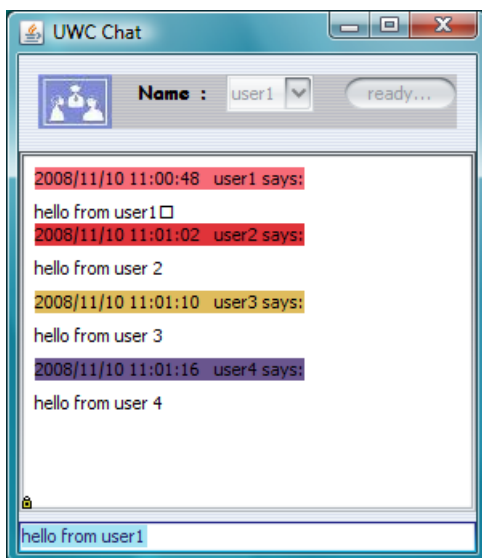 UWC Chat
Name : user1 ready...
2008/11/10 11:00:48 user1 says:
hello from user1□
2008/11/10 11:01:02 user2 says:
hello from user 2
2008/11/10 11:01:10 user3 says:
hello from user 3
2008/11/10 11:01:16 user4 says:
hello from user 4
hello from user1